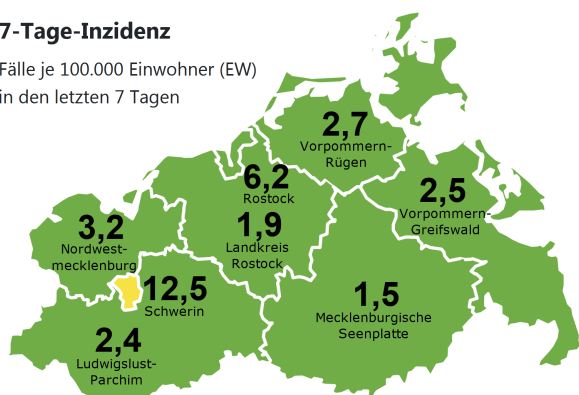 7-Tage-Inzidenz
Fälle je 100.000 Einwohner (EW)
in den letzten 7 Tagen
2,7
Vorpommern-
Rügen
6,2
Rostock
2,5
Vorpommern-
Greifswald
3,2
Nordwest-
mecklenburg
1,9
Landkreis
Rostock
12,5
Schwerin
1,5
Mecklenburgische
Seenplatte
2,4
Ludwigslust-
Parchim